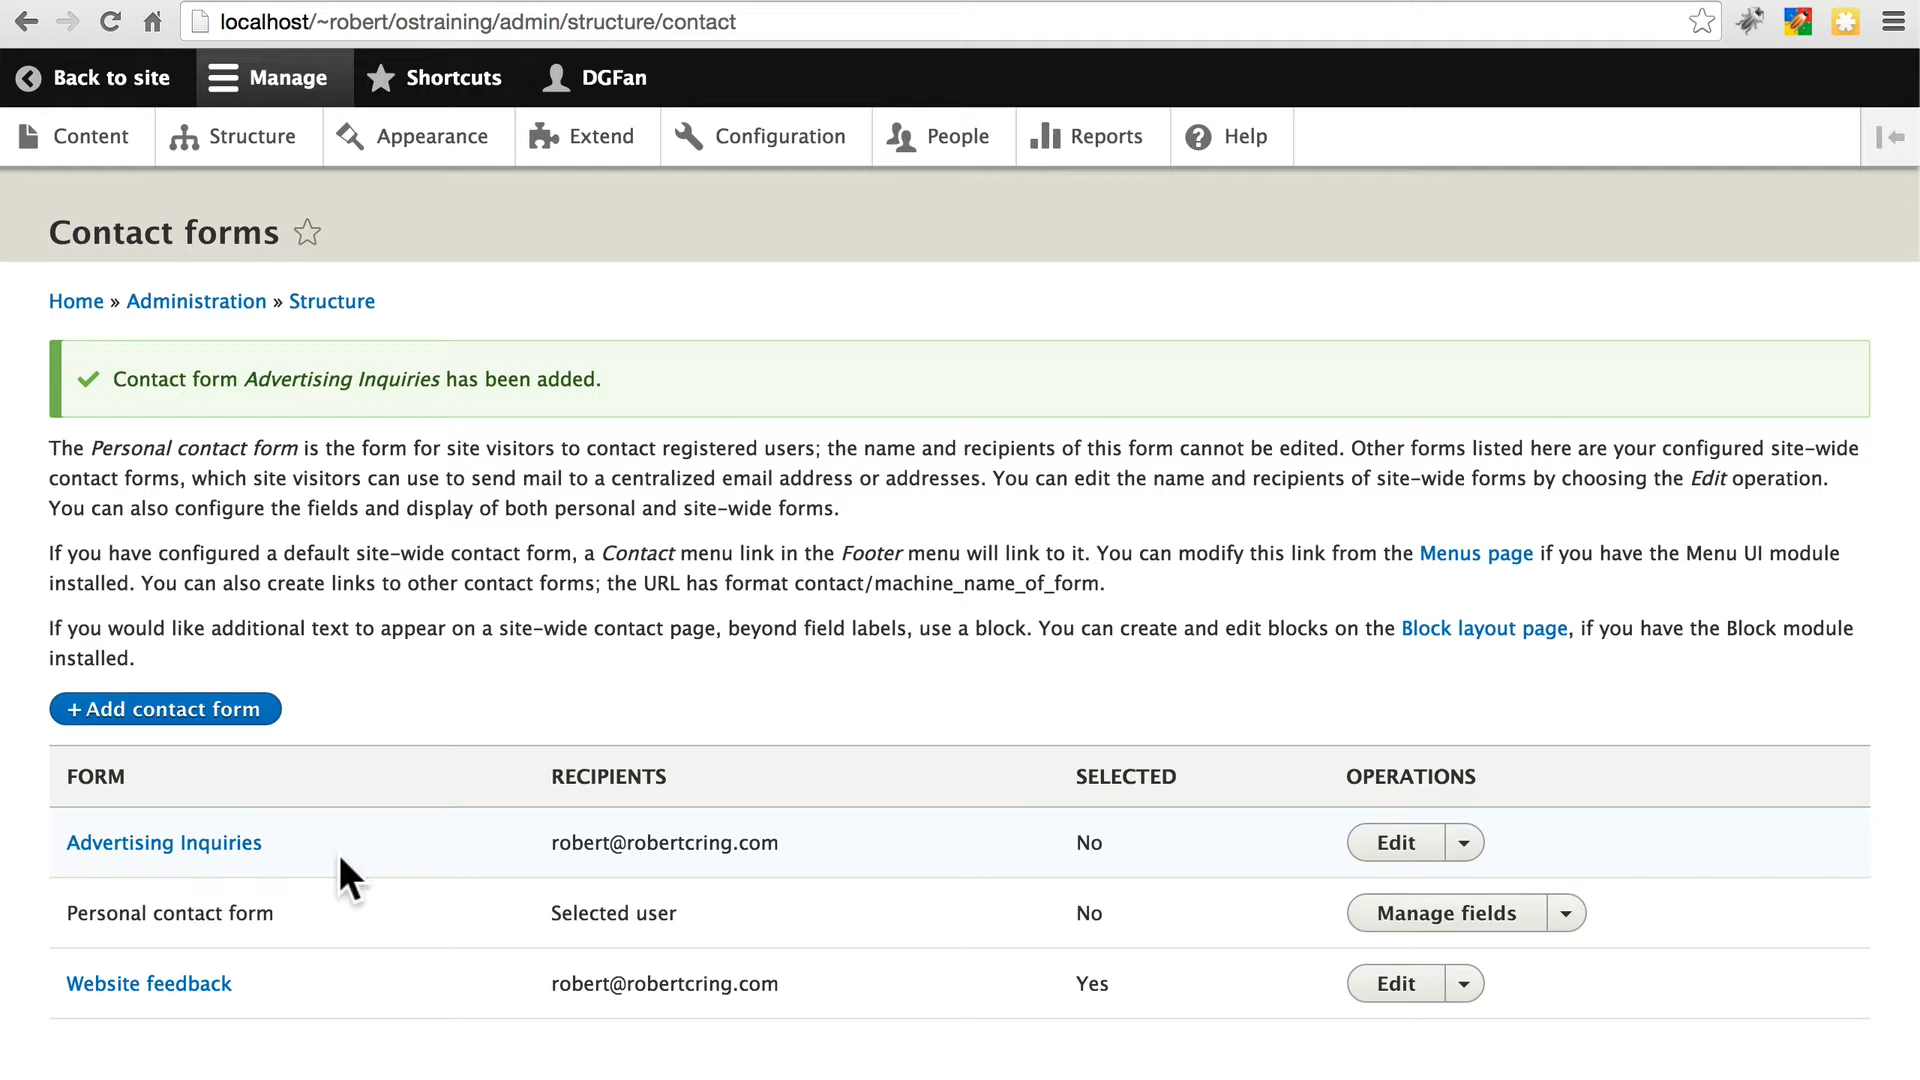 localhost/~robert/ostraining/admin/structure/contact
Back to site Manage Shortcuts DGFan
Content Structure Appearance Extend Configuration People Reports Help
Contact forms
Home » Administration » Structure
Contact form Advertising Inquiries has been added.
The Personal contact form is the form for site visitors to contact registered users; the name and recipients of this form cannot be edited. Other forms listed here are your configured site-wide
contact forms, which site visitors can use to send mail to a centralized email address or addresses. You can edit the name and recipients of site-wide forms by choosing the Edit operation.
You can also configure the fields and display of both personal and site-wide forms.
If you have configured a default site-wide contact form, a Contact menu link in the Footer menu will link to it. You can modify this link from the Menus page if you have the Menu UI module
installed. You can also create links to other contact forms; the URL has format contact/machine_name_of_form.
If you would like additional text to appear on a site-wide contact page, beyond field labels, use a block. You can create and edit blocks on the Block layout page, if you have the Block module
installed.
+ Add contact form
FORM RECIPIENTS SELECTED OPERATIONS
Advertising Inquiries robert@robertcring.com No Edit
Personal contact form Selected user No Manage fields
Website feedback robert@robertcring.com Yes Edit